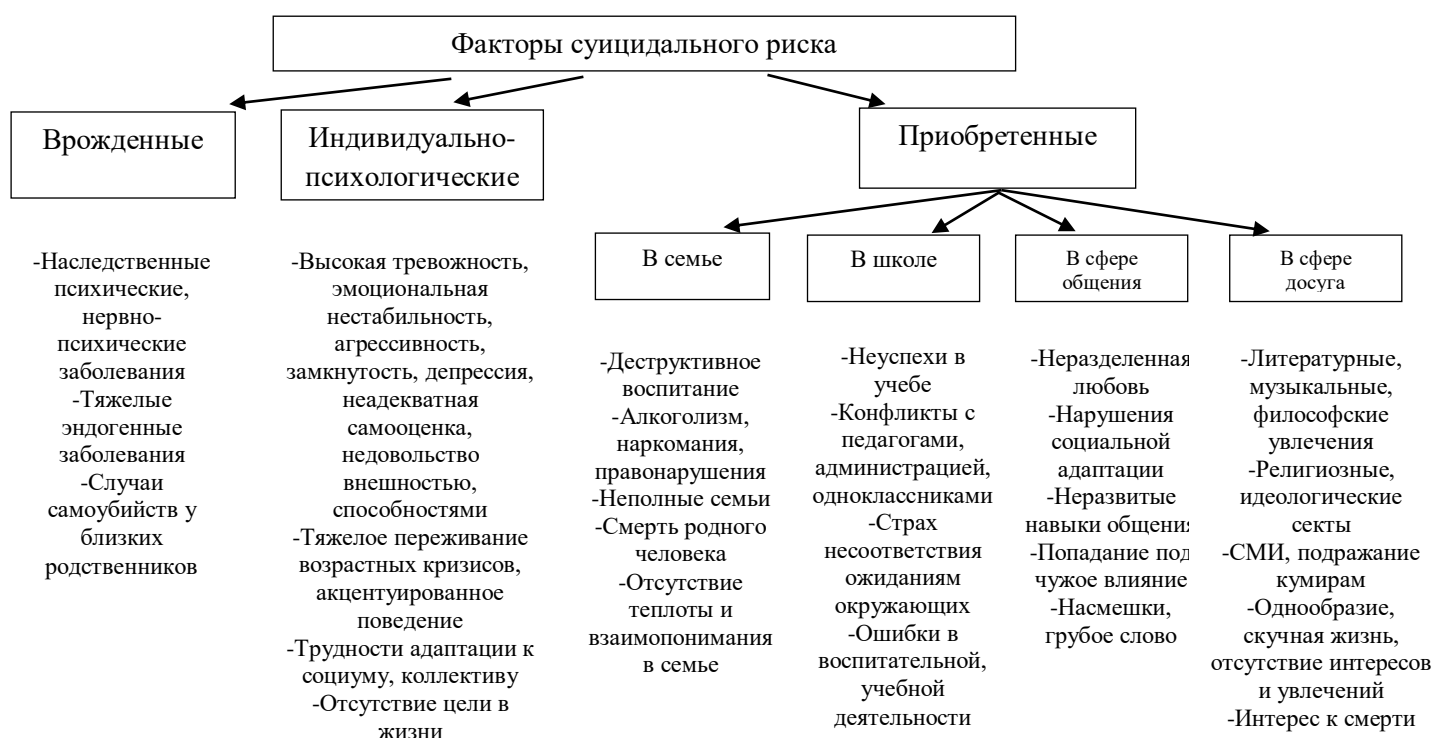 Факторы суицидального риска
Врожденные
Индивидуально-
психологические
Приобретенные
В семье
В школе
В сфере
общения
В сфере
досуга
-Наследственные
психические,
нервно-
психические
заболевания
-Тяжелые
эндогенные
заболевания
-Случаи
самоубийств у
близких
родственников
-Высокая тревожность,
эмоциональная
нестабильность,
агрессивность,
замкнутость, депрессия,
неадекватная
самооценка,
недовольство
внешностью,
способностями
-Тяжелое переживание
возрастных кризисов,
акцентуированное
поведение
-Трудности адаптации к
социуму, коллективу
-Отсутствие цели в
жизни
-Деструктивное
воспитание
-Алкоголизм,
наркомания,
правонарушения
-Неполные семьи
-Смерть родного
человека
-Отсутствие
теплоты и
взаимопонимания
в семье
-Неуспехи в
учебе
-Конфликты с
педагогами,
администрацией,
одноклассниками
-Страх
несоответствия
ожиданиям
окружающих
-Ошибки в
воспитательной,
учебной
деятельности
-Неразделенная
любовь
-Нарушения
социальной
адаптации
-Неразвитые
навыки общения
-Попадание под
чужое влияние
-Насмешки,
грубое слово
-Литературные,
музыкальные,
философские
увлечения
-Религиозные,
идеологические
секты
-СМИ, подражание
кумирам
-Однообразие,
скучная жизнь,
отсутствие интересов
и увлечений
-Интерес к смерти